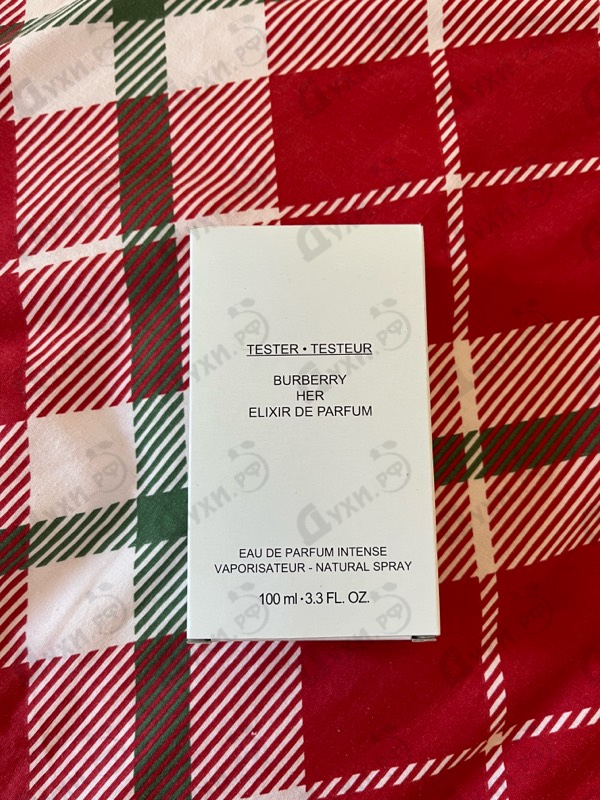 TESTER • TESTEUR
BURBERRY
HER
ELIXIR DE PARFUM
EAU DE PARFUM INTENSE
VAPORISATEUR - NATURAL SPRAY
100 ml • 3.3 FL. OZ.
Духи.рф